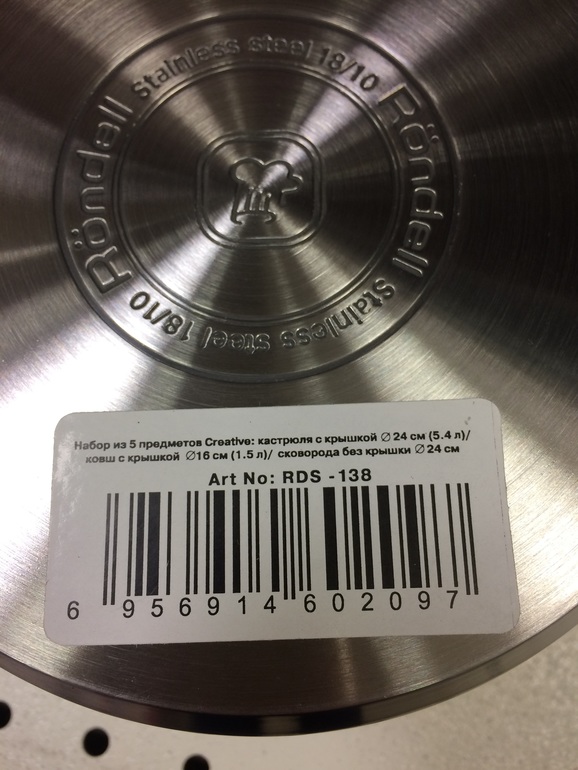 Stainless steel 18/10
Röndell
Stainless steel 18/10
Röndell
Набор из 5 предметов Creative: кастрюля с крышкой ∅ 24 см (5.4 л)/
ковш с крышкой ∅16 см (1.5 л)/ сковорода без крышки ∅ 24 см
Art No: RDS -138
6 956914 602097